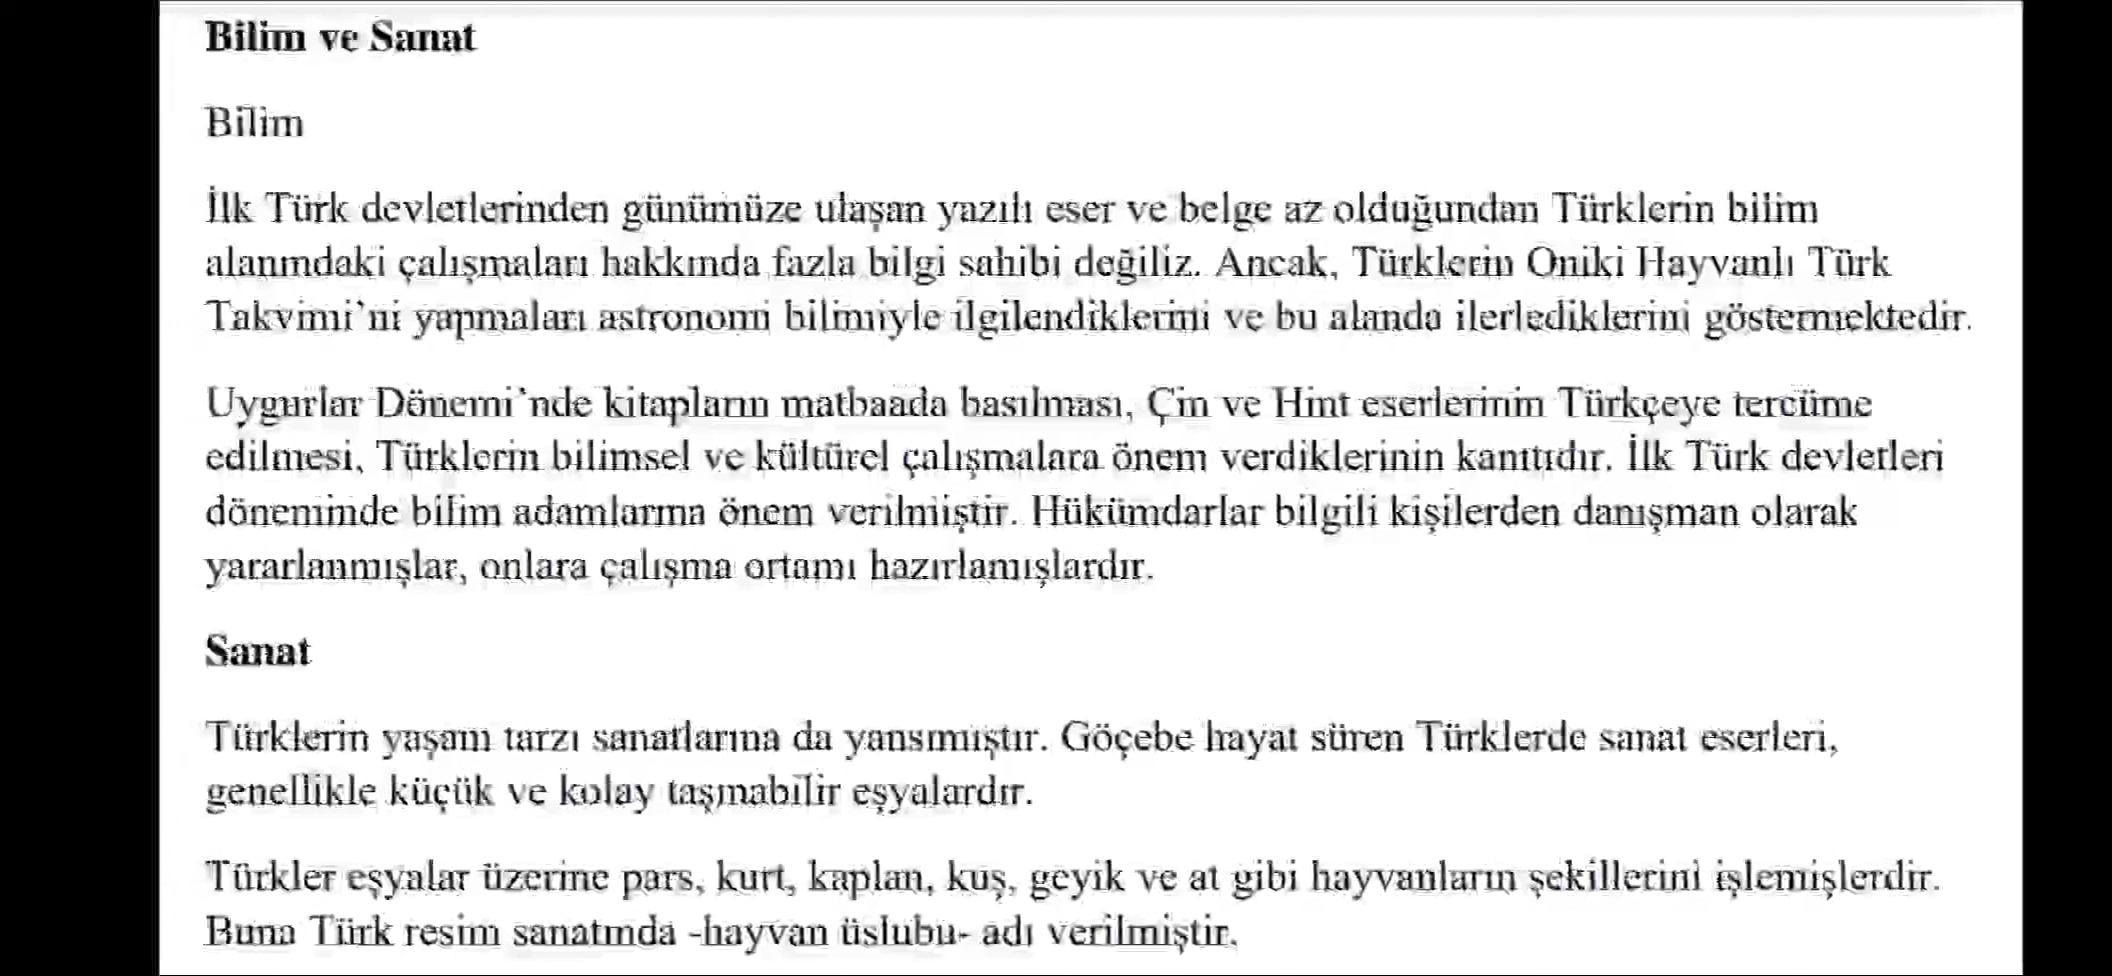 Bilim ve Sanat
Bilim
İlk Türk devletlerinden günümüze ulaşan yazılı eser ve belge az olduğundan Türklerin bilim
alanındaki çalışmaları hakkında fazla bilgi sahibi değiliz. Ancak, Türklerin Oniki Hayvanlı Türk
Takvimi'ni yapmaları astronomi bilimiyle ilgilendiklerini ve bu alanda ilerlediklerini göstermektedir.
Uygurlar Dönemi'nde kitapların matbaada basılması, Çin ve Hint eserlerinin Türkçeye tercüme
edilmesi, Türklerin bilimsel ve kültürel çalışmalara önem verdiklerinin kanıtıdır. İlk Türk devletleri
döneminde bilim adamlarına önem verilmiştir. Hükümdarlar bilgili kişilerden danışman olarak
yararlanmışlar, onlara çalışma ortamı hazırlamışlardır.
Sanat
Türklerin yaşam tarzı sanatlarına da yansımıştır. Göçebe hayat süren Türklerde sanat eserleri,
genellikle küçük ve kolay taşınabilir eşyalardır.
Türkler eşyalar üzerine pars, kurt, kaplan, kuş, geyik ve at gibi hayvanların şekillerini işlemişlerdir.
Buna Türk resim sanatında -hayvan üslubu- adı verilmiştir.